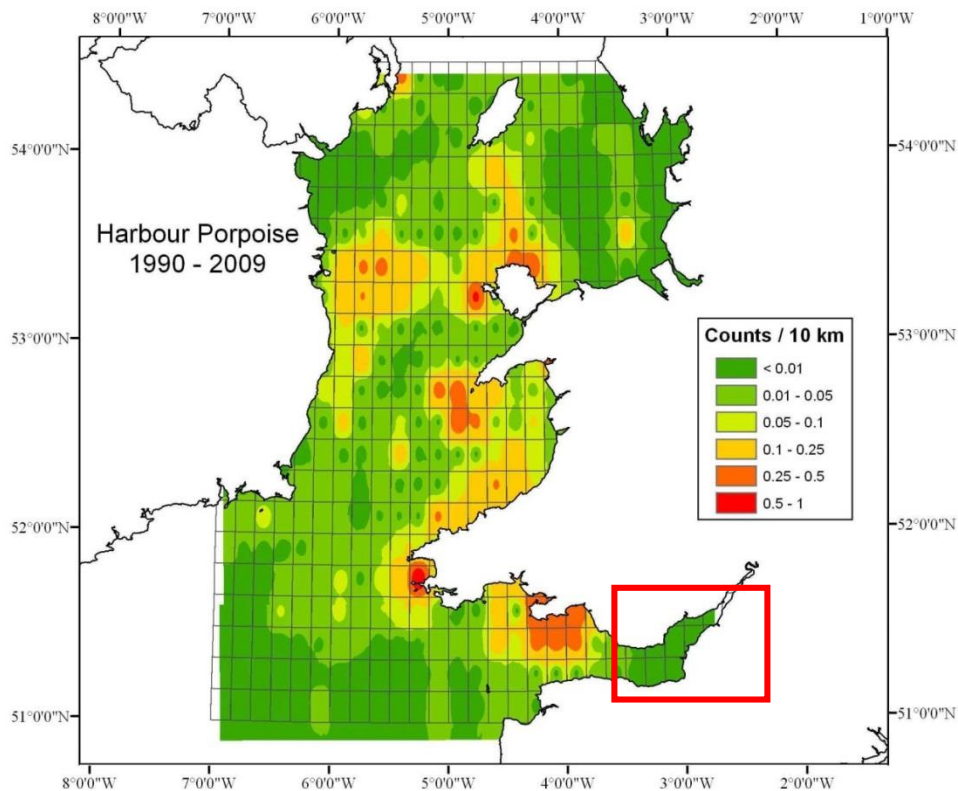 8°0'0"W 7°0'0"W 6°0'0"W 5°0'0"W 4°0'0"W 3°0'0"W 2°0'0"W 1°0'0"W
54°0'0"N 54°0'0"N
Harbour Porpoise
1990 - 2009
53°0'0"N 53°0'0"N
Counts / 10 km
< 0.01
0.01 - 0.05
0.05 - 0.1
0.1 - 0.25
0.25 - 0.5
0.5 - 1
52°0'0"N 52°0'0"N
51°0'0"N 51°0'0"N
8°0'0"W 7°0'0"W 6°0'0"W 5°0'0"W 4°0'0"W 3°0'0"W 2°0'0"W